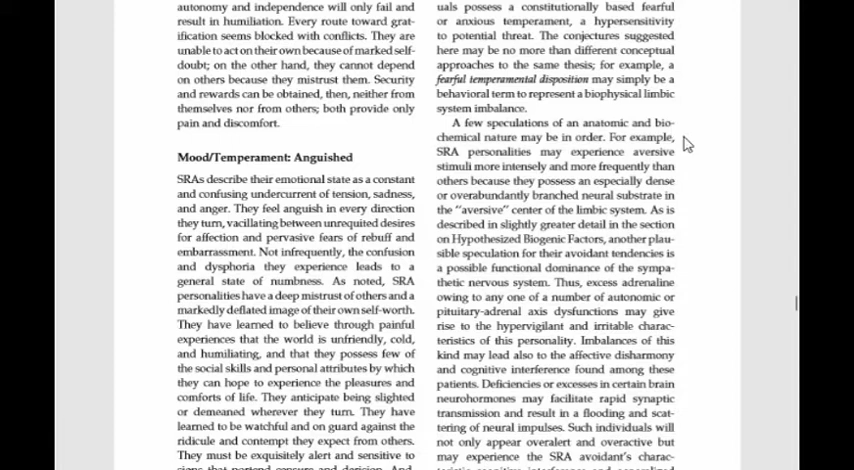 autonomy and independence will only fail and
result in humiliation. Every route toward grat-
ification seems blocked with conflicts. They are
unable to act on their own because of marked self-
doubt; on the other hand, they cannot depend
on others because they mistrust them. Security
and rewards can be obtained, then, neither from
themselves nor from others; both provide only
pain and discomfort.
Mood/Temperament: Anguished
SRAs describe their emotional state as a constant
and confusing undercurrent of tension, sadness,
and anger. They feel anguish in every direction
they turn, vacillating between unrequited desires
for affection and pervasive fears of rebuff and
embarrassment. Not infrequently, the confusion
and dysphoria they experience leads to a
general state of numbness. As noted, SRA
personalities have a deep mistrust of others and a
markedly deflated image of their own self-worth.
They have learned to believe through painful
experiences that the world is unfriendly, cold,
and humiliating, and that they possess few of
the social skills and personal attributes by which
they can hope to experience the pleasures and
comforts of life. They anticipate being slighted
or demeaned wherever they turn. They have
learned to be watchful and on guard against the
ridicule and contempt they expect from others.
They must be exquisitely alert and sensitive to
signs that portend censure and derision. And,
uals possess a constitutionally based fearful
or anxious temperament, a hypersensitivity
to potential threat. The conjectures suggested
here may be no more than different conceptual
approaches to the same thesis; for example, a
fearful temperamental disposition may simply be a
behavioral term to represent a biophysical limbic
system imbalance.
A few speculations of an anatomic and bio-
chemical nature may be in order. For example,
SRA personalities may experience aversive
stimuli more intensely and more frequently than
others because they possess an especially dense
or overabundantly branched neural substrate in
the “aversive” center of the limbic system. As is
described in slightly greater detail in the section
on Hypothesized Biogenic Factors, another plau-
sible speculation for their avoidant tendencies is
a possible functional dominance of the sympa-
thetic nervous system. Thus, excess adrenaline
owing to any one of a number of autonomic or
pituitary-adrenal axis dysfunctions may give
rise to the hypervigilant and irritable charac-
teristics of this personality. Imbalances of this
kind may lead also to the affective disharmony
and cognitive interference found among these
patients. Deficiencies or excesses in certain brain
neurohormones may facilitate rapid synaptic
transmission and result in a flooding and scat-
tering of neural impulses. Such individuals will
not only appear overalert and overactive but
may experience the SRA avoidant's charac-
teristic cognitive interference and generalized